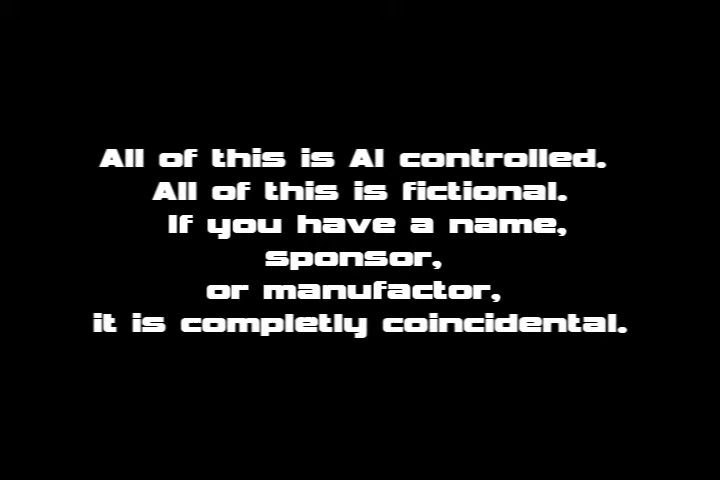 All of this is AI controlled.
All of this is fictional.
If you have a name,
sponsor,
or manufactor,
it is completly coincidental.